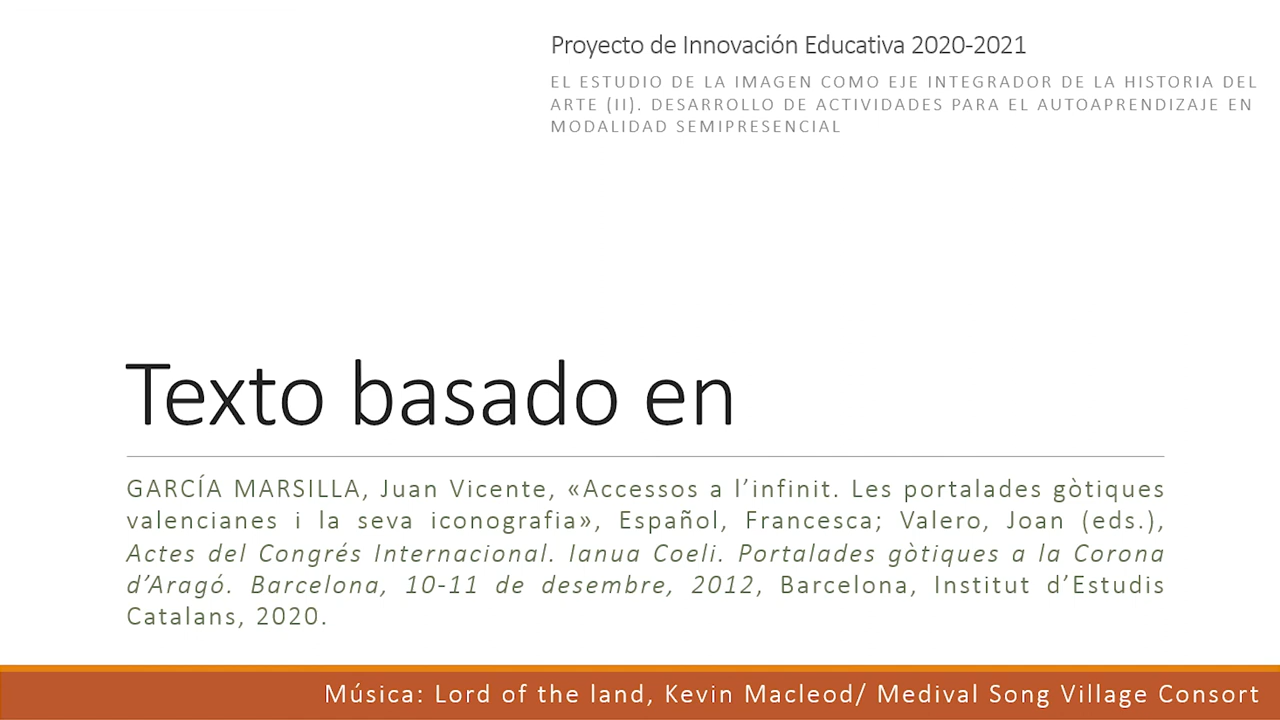 Proyecto de Innovación Educativa 2020-2021
EL ESTUDIO DE LA IMAGEN COMO EJE INTEGRADOR DE LA HISTORIA DEL
ARTE (II). DESARROLLO DE ACTIVIDADES PARA EL AUTOAPRENDIZAJE EN
MODALIDAD SEMIPRESENCIAL
Texto basado en
GARCÍA MARSILLA, Juan Vicente, «Accessos a l’infinit. Les portalades gòtiques
valencianes i la seva iconografia», Español, Francesca; Valero, Joan (eds.),
Actes del Congrés Internacional. Ianua Coeli. Portalades gòtiques a la Corona
d’Aragó. Barcelona, 10-11 de desembre, 2012, Barcelona, Institut d’Estudis
Catalans, 2020.
Música: Lord of the land, Kevin Macleod/ Medival Song Village Consort